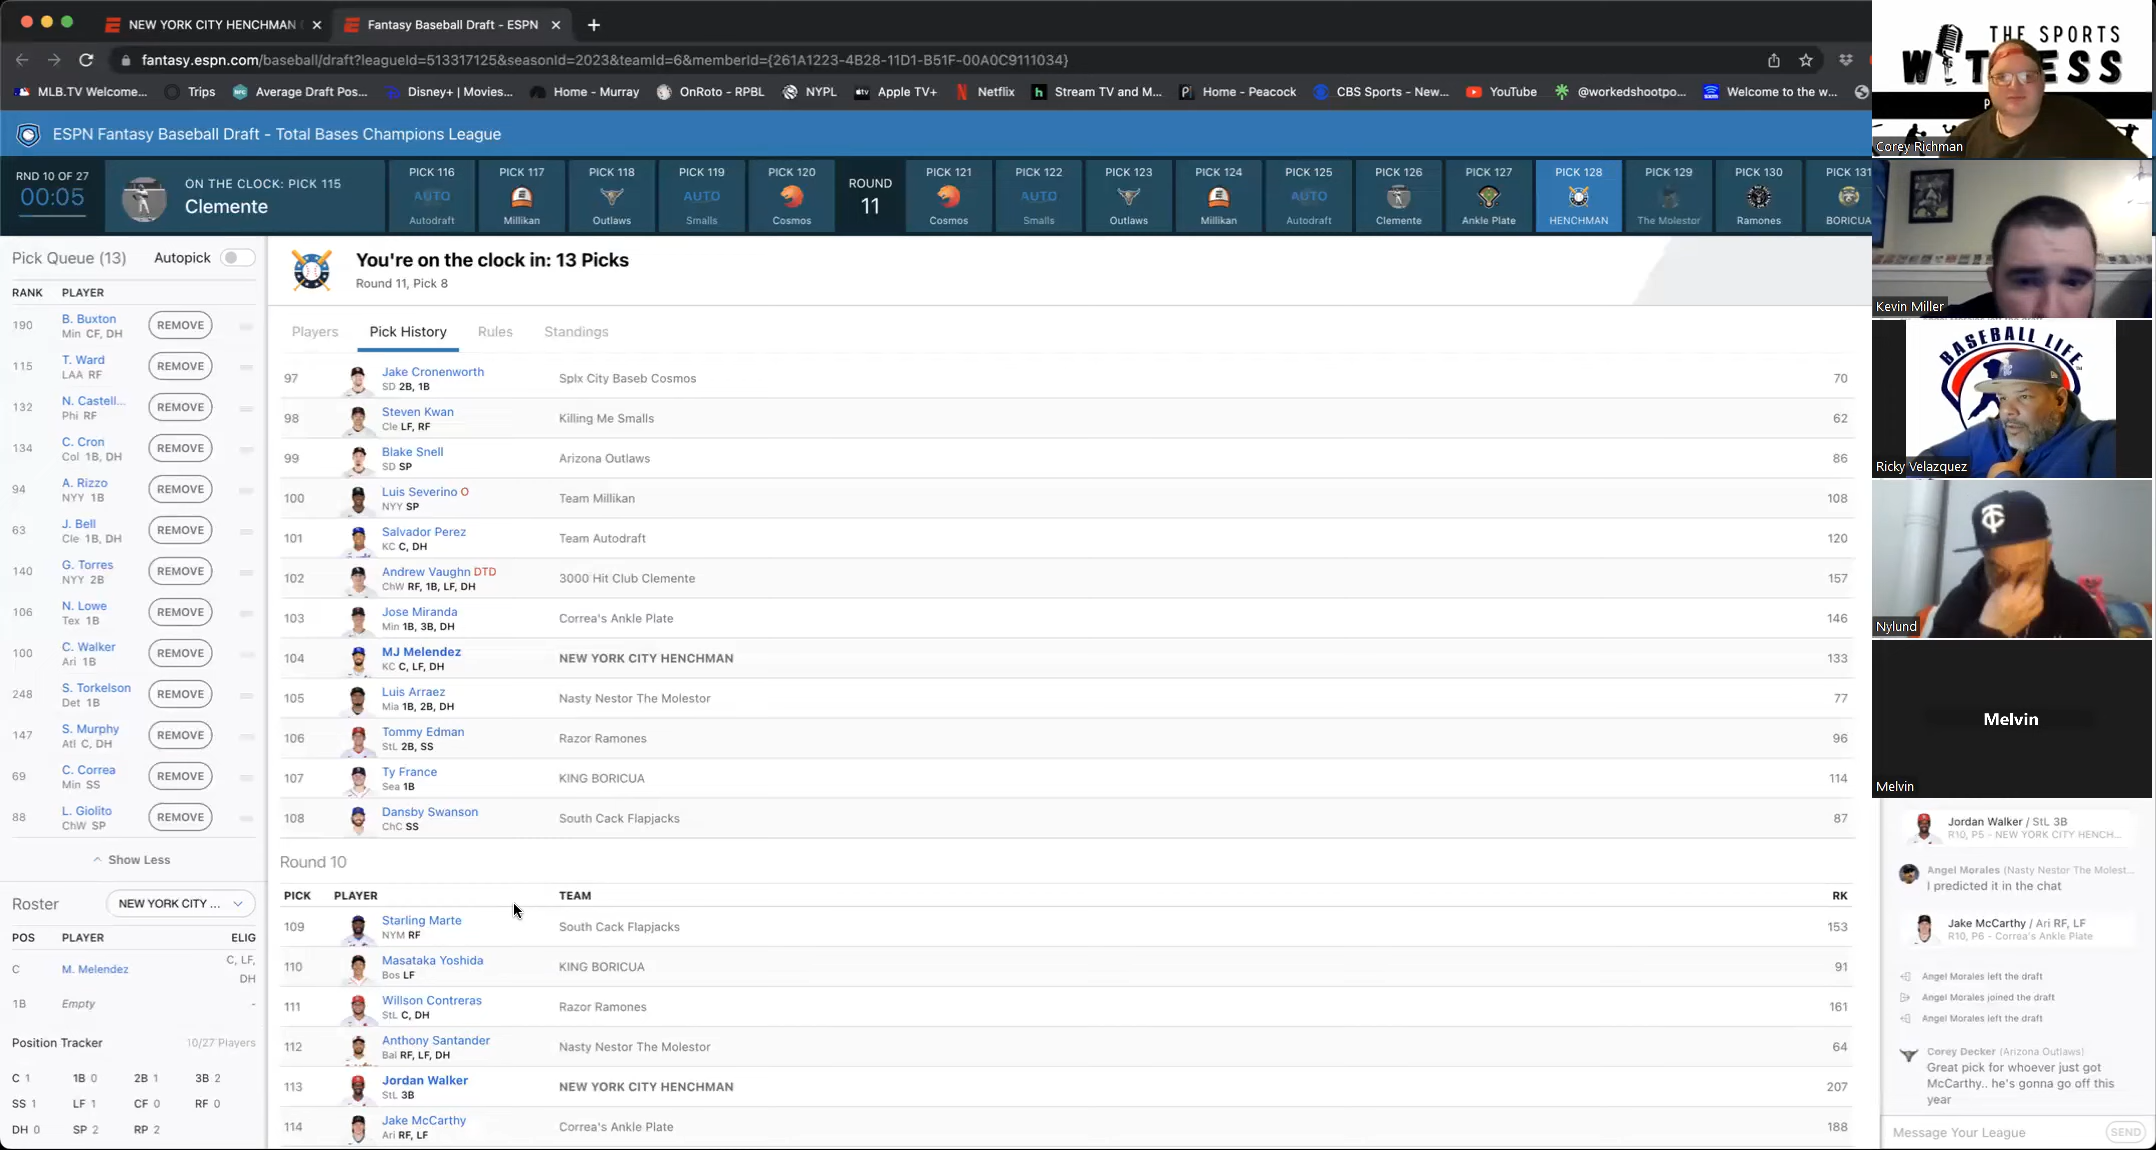 NEW YORK CITY HENCHMAN
Fantasy Baseball Draft - ESPN
fantasy.espn.com/baseball/draft?leagueId=513317125&seasonId=2023&teamId=6&memberId={261A1223-4B28-11D1-B51F-00A0C9111034}
MLB.TV Welcome... Trips Average Draft Pos... Disney+ | Movies... Home - Murray OnRoto - RPBL NYPL Apple TV+ Netflix Stream TV and M... Home - Peacock CBS Sports - New... YouTube @workedshootpo... Welcome to the w...
ESPN Fantasy Baseball Draft - Total Bases Champions League
RND 10 OF 27
00:05
ON THE CLOCK: PICK 115
Clemente
PICK 116 AUTO Autodraft
PICK 117 Millikan
PICK 118 Outlaws
PICK 119 AUTO Smalls
PICK 120 Cosmos
ROUND 11
PICK 121 Cosmos
PICK 122 AUTO Smalls
PICK 123 Outlaws
PICK 124 Millikan
PICK 125 AUTO Autodraft
PICK 126 Clemente
PICK 127 Ankle Plate
PICK 128 HENCHMAN
PICK 129 The Molestor
PICK 130 Ramones
PICK 131 BORICUA
Pick Queue (13) Autopick
RANK PLAYER
190 B. Buxton REMOVE
Min CF, DH
115 T. Ward REMOVE
LAA RF
132 N. Castell... REMOVE
Phi RF
134 C. Cron REMOVE
Col 1B, DH
94 A. Rizzo REMOVE
NYY 1B
63 J. Bell REMOVE
Cle 1B, DH
140 G. Torres REMOVE
NYY 2B
106 N. Lowe REMOVE
Tex 1B
100 C. Walker REMOVE
Ari 1B
248 S. Torkelson REMOVE
Det 1B
147 S. Murphy REMOVE
Atl C, DH
69 C. Correa REMOVE
Min SS
88 L. Giolito REMOVE
ChW SP
Show Less
Roster NEW YORK CITY ...
POS PLAYER ELIG
C M. Melendez C, LF, DH
1B Empty -
Position Tracker 10/27 Players
C 1 1B 0 2B 1 3B 2
SS 1 LF 1 CF 0 RF 0
DH 0 SP 2 RP 2
You're on the clock in: 13 Picks
Round 11, Pick 8
Players Pick History Rules Standings
97 Jake Cronenworth Splx City Baseb Cosmos 70
SD 2B, 1B
98 Steven Kwan Killing Me Smalls 62
Cle LF, RF
99 Blake Snell Arizona Outlaws 86
SD SP
100 Luis Severino O Team Millikan 108
NYY SP
101 Salvador Perez Team Autodraft 120
KC C, DH
102 Andrew Vaughn DTD 3000 Hit Club Clemente 157
ChW RF, 1B, LF, DH
103 Jose Miranda Correa's Ankle Plate 146
Min 1B, 3B, DH
104 MJ Melendez NEW YORK CITY HENCHMAN 133
KC C, LF, DH
105 Luis Arraez Nasty Nestor The Molestor 77
Mia 1B, 2B, DH
106 Tommy Edman Razor Ramones 96
StL 2B, SS
107 Ty France KING BORICUA 114
Sea 1B
108 Dansby Swanson South Cack Flapjacks 87
ChC SS
Round 10
PICK PLAYER TEAM RK
109 Starling Marte South Cack Flapjacks 153
NYM RF
110 Masataka Yoshida KING BORICUA 91
Bos LF
111 Willson Contreras Razor Ramones 161
StL C, DH
112 Anthony Santander Nasty Nestor The Molestor 64
Bal RF, LF, DH
113 Jordan Walker NEW YORK CITY HENCHMAN 207
StL 3B
114 Jake McCarthy Correa's Ankle Plate 188
Ari RF, LF
THE SPORTS
WITNESS
Corey Richman
Kevin Miller
BASEBALL LIFE
Ricky Velazquez
Nylund
Melvin
Melvin
Jordan Walker / StL 3B
R10, P5 - NEW YORK CITY HENCH...
Angel Morales (Nasty Nestor The Molest...
I predicted it in the chat
Jake McCarthy / Ari RF, LF
R10, P6 - Correa's Ankle Plate
Angel Morales left the draft
Angel Morales joined the draft
Angel Morales left the draft
Corey Decker (Arizona Outlaws)
Great pick for whoever just got
McCarthy.. he's gonna go off this
year
Message Your League SEND